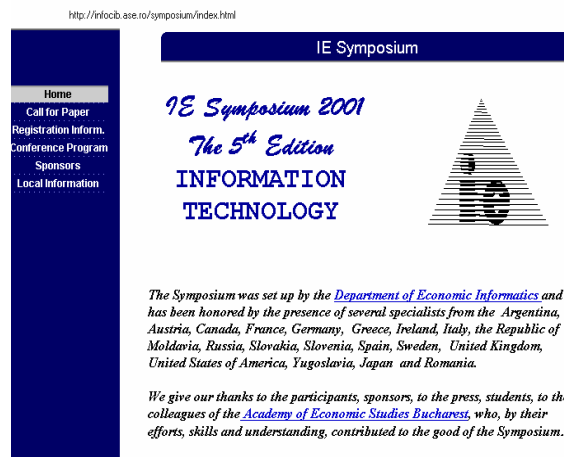 http://infocib.ase.ro/symposium/index.html
IE Symposium
Home
Call for Paper
Registration Inform.
Conference Program
Sponsors
Local Information
IE Symposium 2001
The 5th Edition
INFORMATION
TECHNOLOGY
ie
The Symposium was set up by the Department of Economic Informatics and
has been honored by the presence of several specialists from the Argentina,
Austria, Canada, France, Germany, Greece, Ireland, Italy, the Republic of
Moldavia, Russia, Slovakia, Slovenia, Spain, Sweden, United Kingdom,
United States of America, Yugoslavia, Japan and Romania.
We give our thanks to the participants, sponsors, to the press, students, to the
colleagues of the Academy of Economic Studies Bucharest, who, by their
efforts, skills and understanding, contributed to the good of the Symposium.